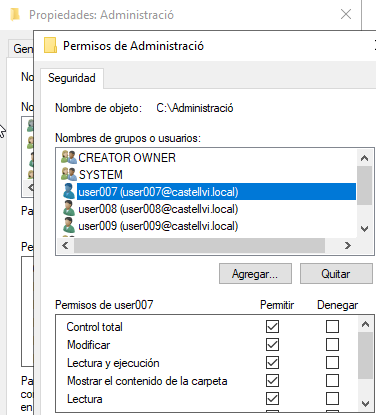 Propiedades: Administració
Permisos de Administració
Gen
Seguridad
No
Nombre de objeto: C:\Administració
No
Nombres de grupos o usuarios:
CREATOR OWNER
SYSTEM
user007 (user007@castellvi.local)
user008 (user008@castellvi.local)
user009 (user009@castellvi.local)
Pa
Agregar... Quitar
Pe
Permisos de user007 Permitir Denegar
Control total
Modificar
Lectura y ejecución
Mostrar el contenido de la carpeta
Pa
Lectura
con
en